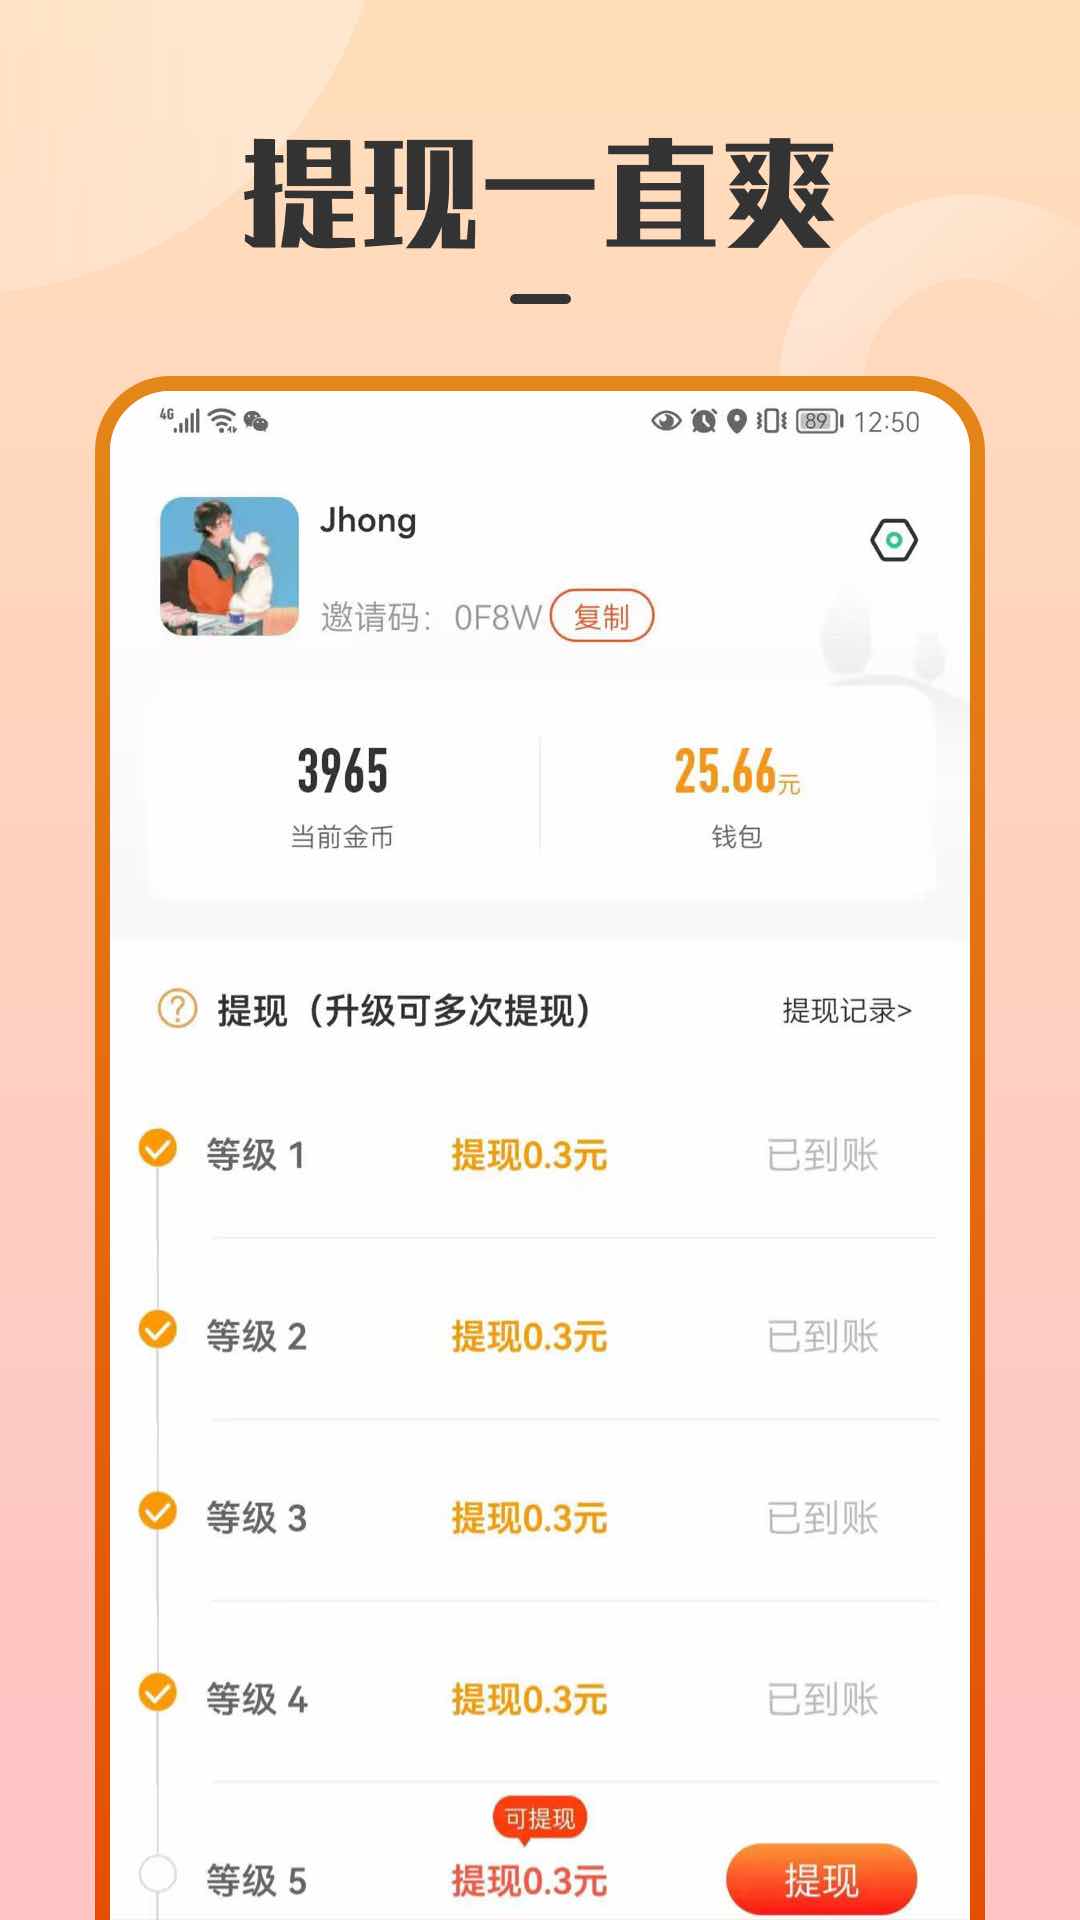 提现一直爽
4G 89 12:50
Jhong
邀请码：0F8W 复制
3965 25.66元
当前金币 钱包
? 提现（升级可多次提现） 提现记录>
等级 1 提现0.3元 已到账
等级 2 提现0.3元 已到账
等级 3 提现0.3元 已到账
等级 4 提现0.3元 已到账
可提现
等级 5 提现0.3元 提现